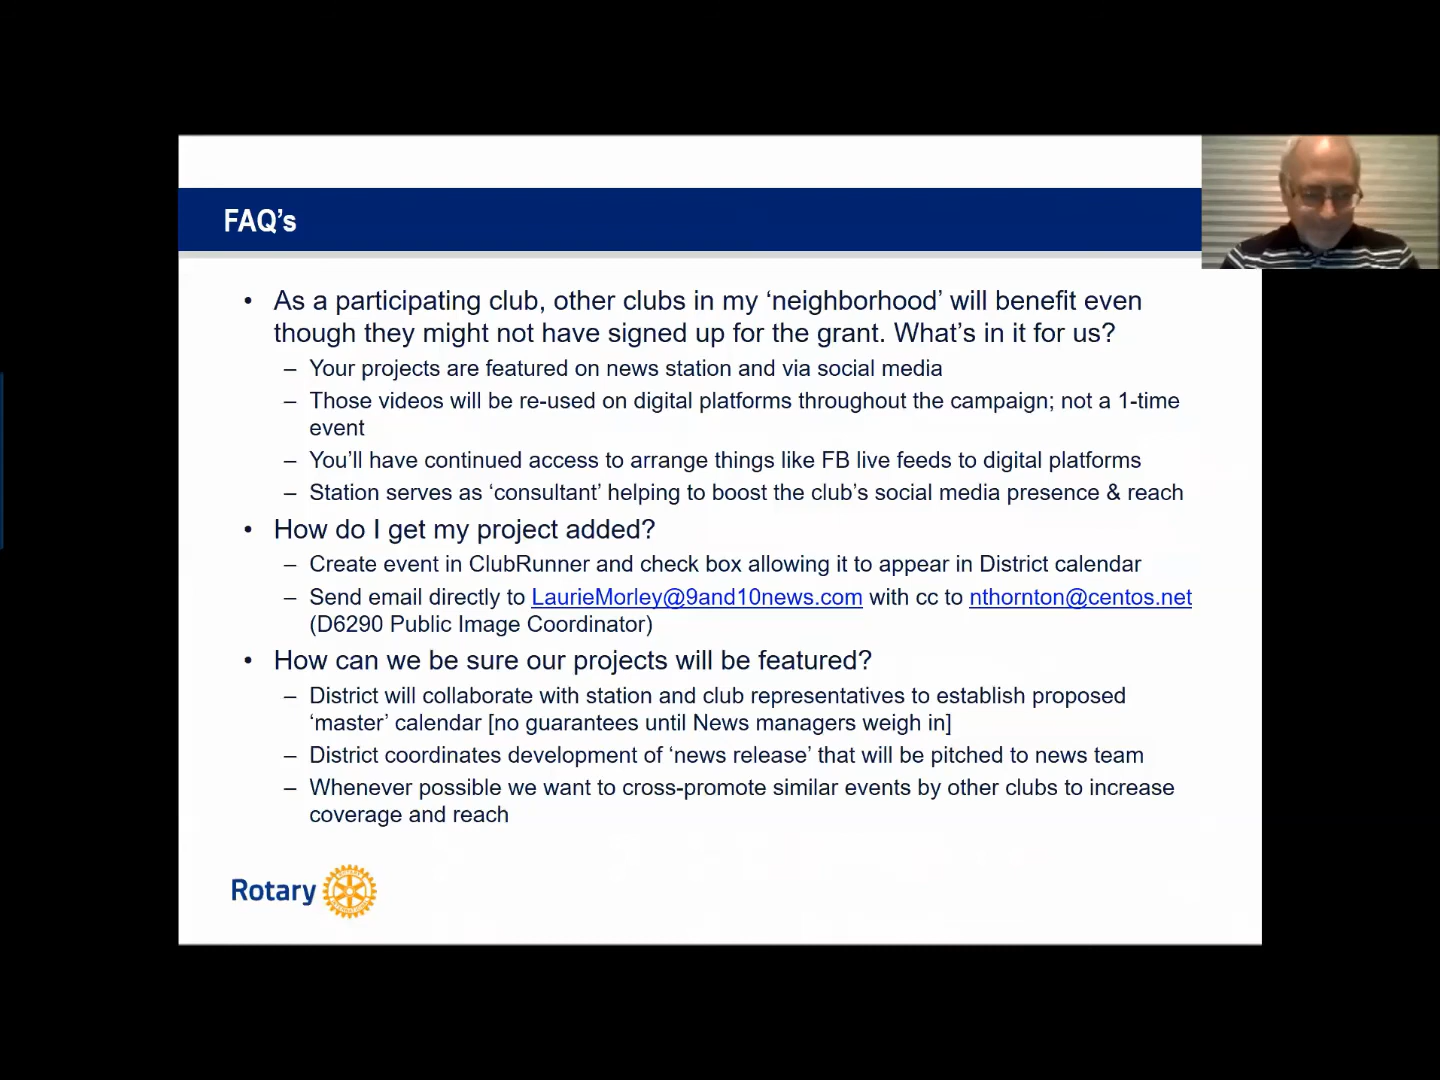 FAQ’s
• As a participating club, other clubs in my ‘neighborhood’ will benefit even
though they might not have signed up for the grant. What’s in it for us?
– Your projects are featured on news station and via social media
– Those videos will be re-used on digital platforms throughout the campaign; not a 1-time
event
– You’ll have continued access to arrange things like FB live feeds to digital platforms
– Station serves as ‘consultant’ helping to boost the club’s social media presence & reach
• How do I get my project added?
– Create event in ClubRunner and check box allowing it to appear in District calendar
– Send email directly to LaurieMorley@9and10news.com with cc to nthornton@centos.net
(D6290 Public Image Coordinator)
• How can we be sure our projects will be featured?
– District will collaborate with station and club representatives to establish proposed
‘master’ calendar [no guarantees until News managers weigh in]
– District coordinates development of ‘news release’ that will be pitched to news team
– Whenever possible we want to cross-promote similar events by other clubs to increase
coverage and reach
Rotary